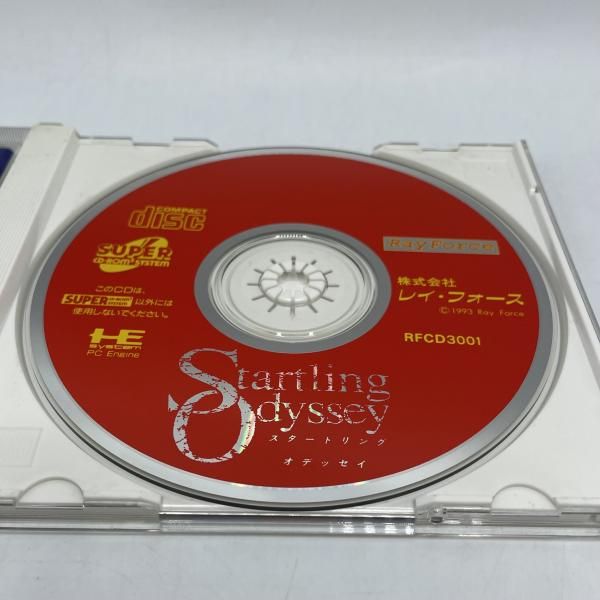 COMPACT
disc
SUPER
CD-ROM² SYSTEM
このCDは、
SUPER CD-ROM² SYSTEM 以外には
使用しないでください。
HE
System
PC Engine
Ray Force
株式会社
レイ・フォース
©1993 Ray Force
RFCD3001
Startling
Odyssey
スタートリング
オデッセイ